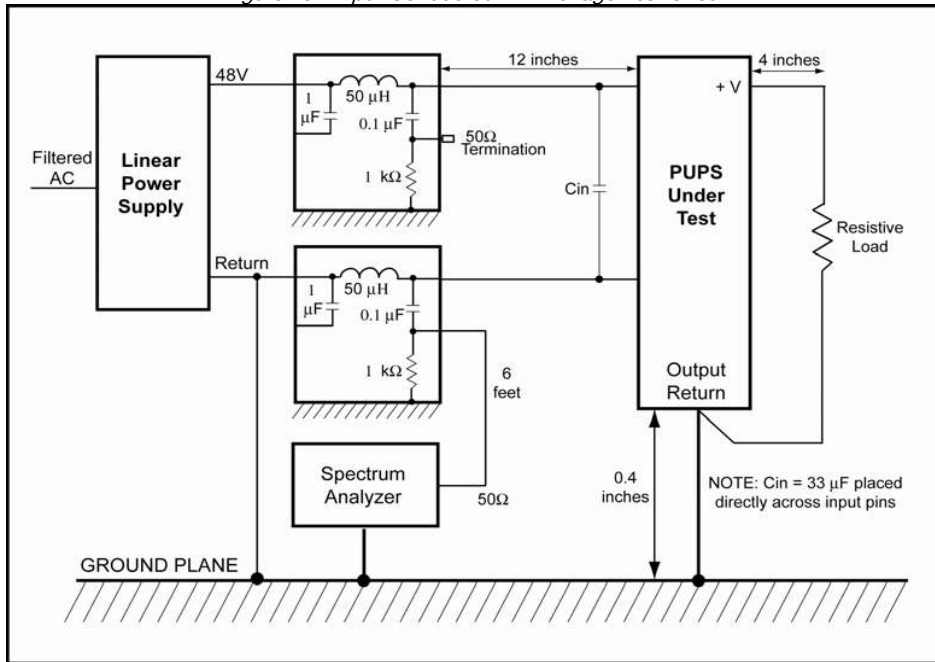 12 inches
4 inches
48V
1
µF
50 µH
0.1 µF
50Ω
Termination
1 kΩ
+ V
Filtered
AC
Linear
Power
Supply
Cin
PUPS
Under
Test
Resistive
Load
Return
1
µF
50 µH
0.1 µF
1 kΩ
6
feet
Output
Return
Spectrum
Analyzer
50Ω
0.4
inches
NOTE: Cin = 33 µF placed
directly across input pins
GROUND PLANE